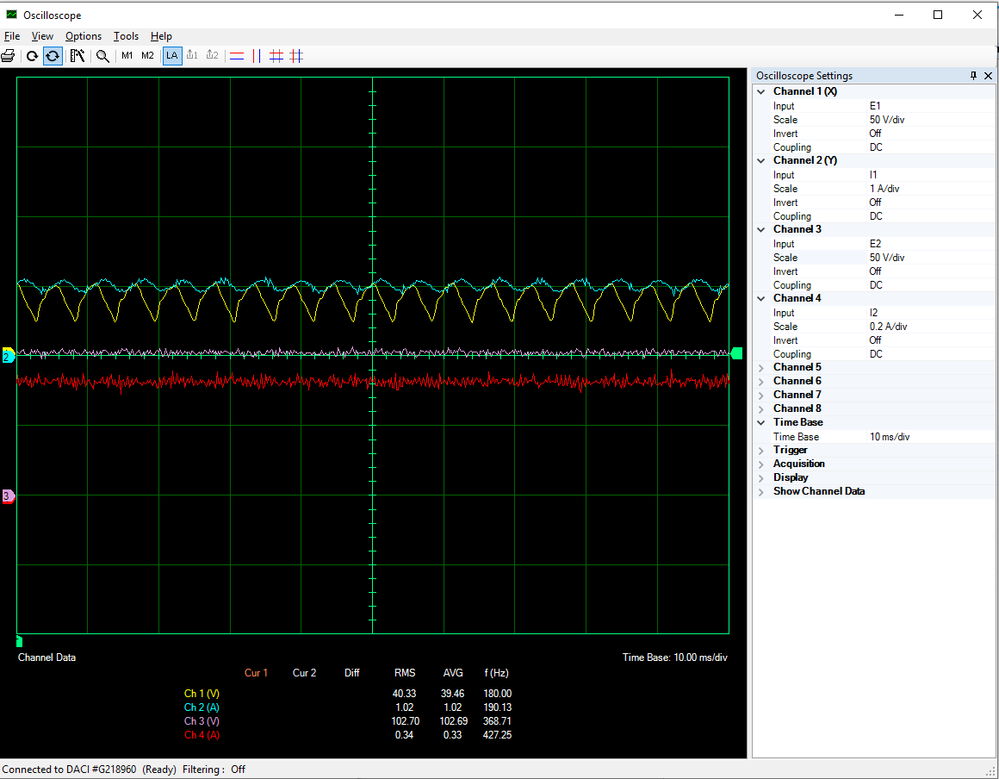 Oscilloscope
File View Options Tools Help
M1 M2 LA 1 2
Oscilloscope Settings
Channel 1 (X)
Input E1
Scale 50 V/div
Invert Off
Coupling DC
Channel 2 (Y)
Input I1
Scale 1 A/div
Invert Off
Coupling DC
Channel 3
Input E2
Scale 50 V/div
Invert Off
Coupling DC
Channel 4
Input I2
Scale 0.2 A/div
Invert Off
Coupling DC
Channel 5
Channel 6
Channel 7
Channel 8
Time Base
Time Base 10 ms/div
Trigger
Acquisition
Display
Show Channel Data
2
3
Channel Data Time Base: 10.00 ms/div
Cur 1 Cur 2 Diff RMS AVG f (Hz)
Ch 1 (V) 40.33 39.46 180.00
Ch 2 (A) 1.02 1.02 190.13
Ch 3 (V) 102.70 102.69 368.71
Ch 4 (A) 0.34 0.33 427.25
Connected to DACI #G218960 (Ready) Filtering : Off